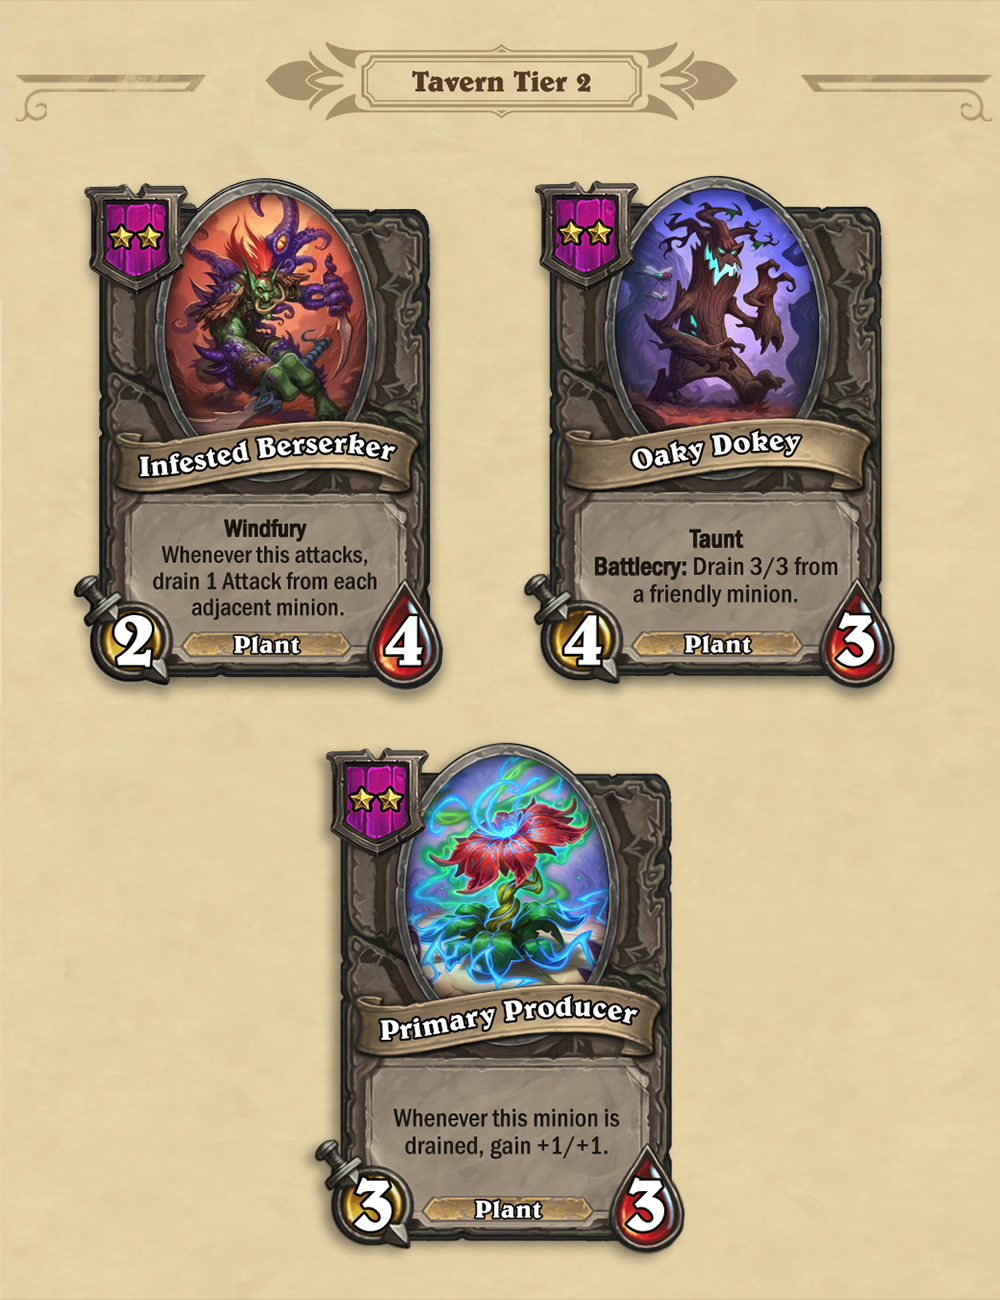 Tavern Tier 2
Infested Berserker
Windfury
Whenever this attacks,
drain 1 Attack from each
adjacent minion.
2
Plant
4
Oaky Dokey
Taunt
Battlecry: Drain 3/3 from
a friendly minion.
4
Plant
3
Primary Producer
Whenever this minion is
drained, gain +1/+1.
3
Plant
3